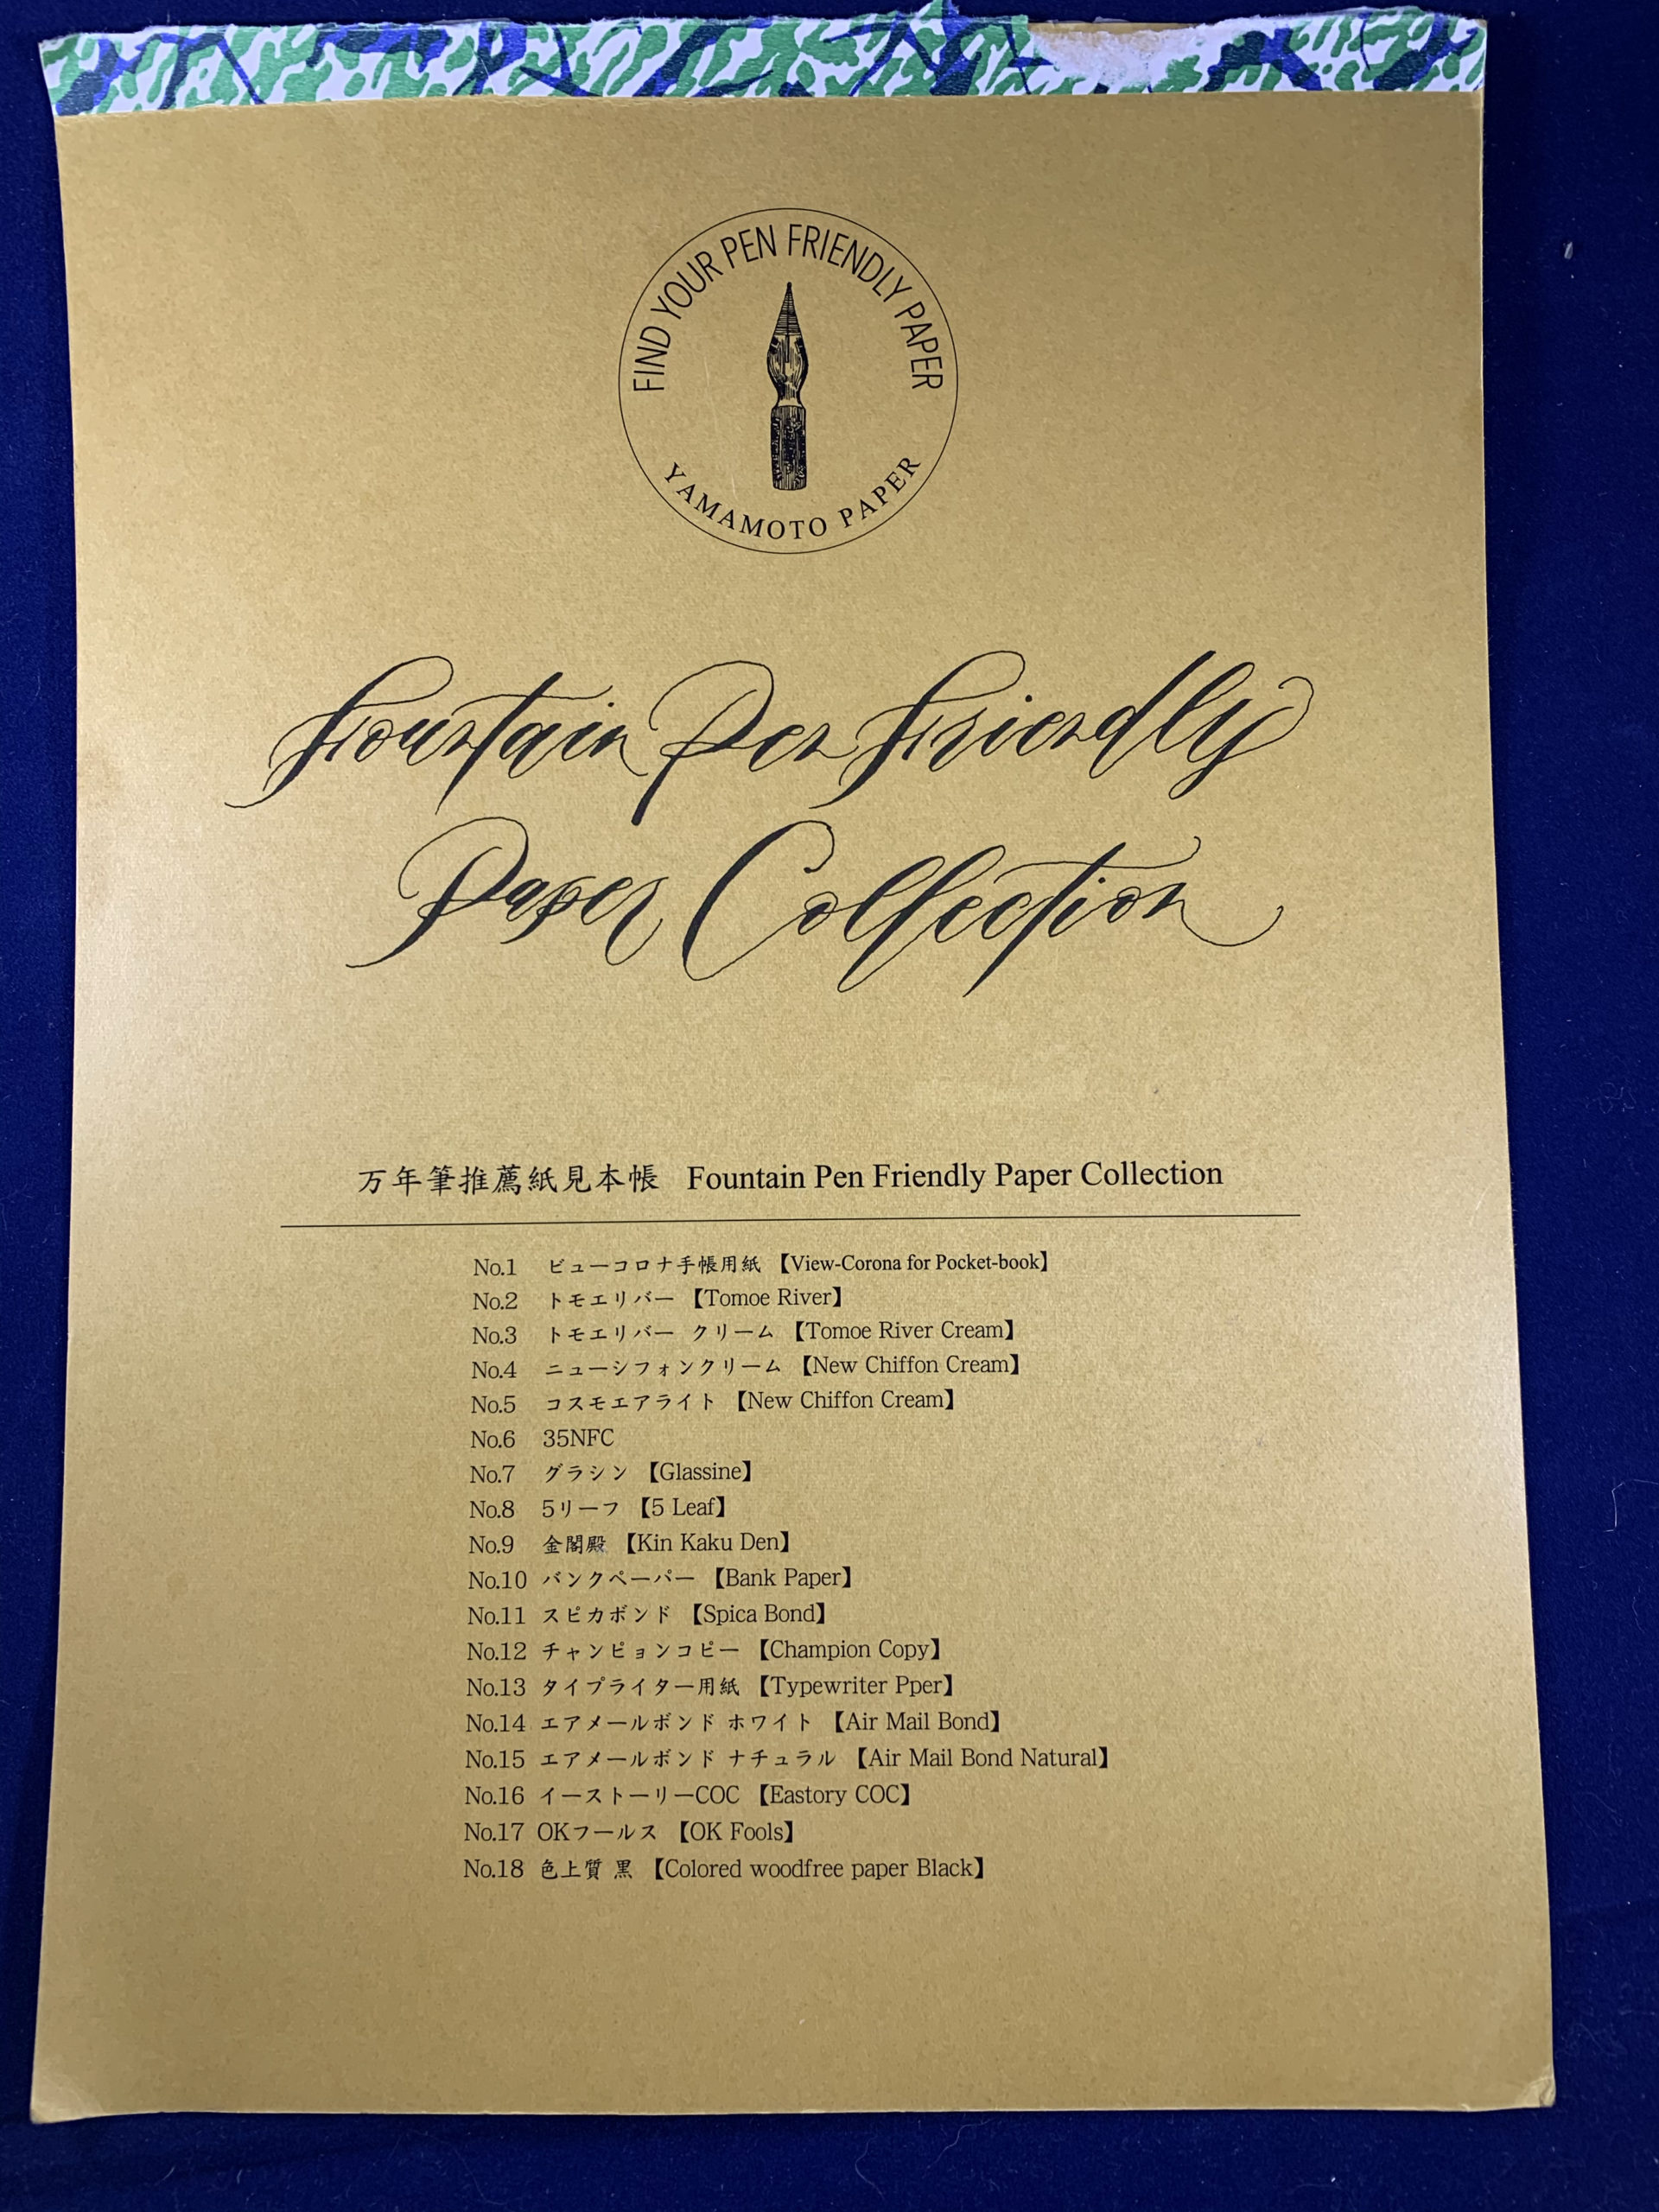 FIND YOUR PEN FRIENDLY PAPER
YAMAMOTO PAPER
Fountain Pen Friendly
Paper Collection
万年筆推薦紙見本帳 Fountain Pen Friendly Paper Collection
No.1 ビューコロナ手帳用紙 【View-Corona for Pocket-book】
No.2 トモエリバー 【Tomoe River】
No.3 トモエリバー クリーム 【Tomoe River Cream】
No.4 ニューシフォンクリーム 【New Chiffon Cream】
No.5 コスモエアライト 【New Chiffon Cream】
No.6 35NFC
No.7 グラシン 【Glassine】
No.8 5リーフ 【5 Leaf】
No.9 金閣殿 【Kin Kaku Den】
No.10 バンクペーパー 【Bank Paper】
No.11 スピカボンド 【Spica Bond】
No.12 チャンピョンコピー 【Champion Copy】
No.13 タイプライター用紙 【Typewriter Pper】
No.14 エアメールボンド ホワイト 【Air Mail Bond】
No.15 エアメールボンド ナチュラル 【Air Mail Bond Natural】
No.16 イーストーリーCOC 【Eastory COC】
No.17 OKフールス 【OK Fools】
No.18 色上質 黒 【Colored woodfree paper Black】